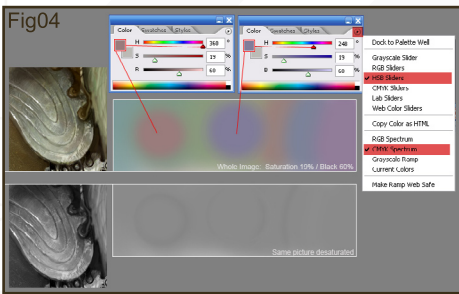 Fig04
Color Swatches Styles
H 360 °
S 19 %
B 60 %
Color Swatches Styles
H 248 °
S 19 %
B 60 %
Dock to Palette Well
Grayscale Slider
RGB Sliders
✔ HSB Sliders
CMYK Sliders
Lab Sliders
Web Color Sliders
Copy Color as HTML
RGB Spectrum
✔ CMYK Spectrum
Grayscale Ramp
Current Colors
Make Ramp Web Safe
Whole Image: Saturation 19% / Black 60%
Same picture desaturated